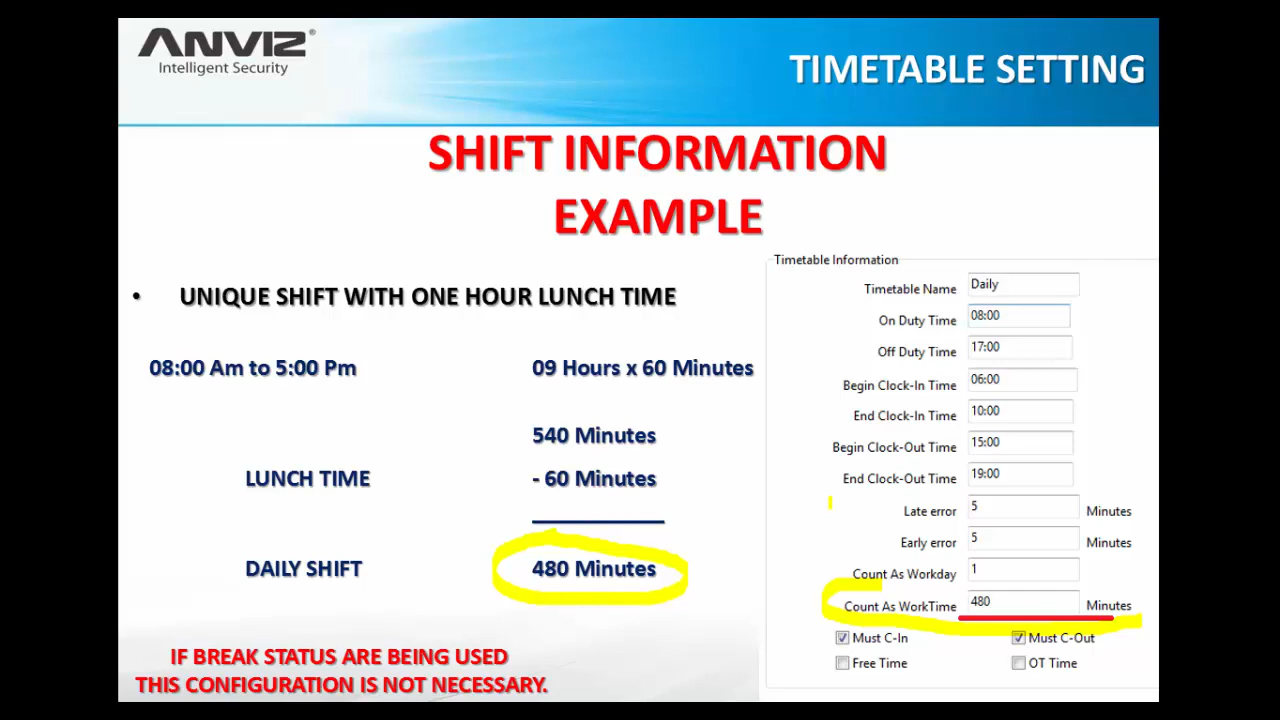 ANVIZ®
Intelligent Security
TIMETABLE SETTING
SHIFT INFORMATION
EXAMPLE
• UNIQUE SHIFT WITH ONE HOUR LUNCH TIME
08:00 Am to 5:00 Pm 09 Hours x 60 Minutes
540 Minutes
LUNCH TIME - 60 Minutes
DAILY SHIFT 480 Minutes
IF BREAK STATUS ARE BEING USED
THIS CONFIGURATION IS NOT NECESSARY.
Timetable Information
Timetable Name Daily
On Duty Time 08:00
Off Duty Time 17:00
Begin Clock-In Time 06:00
End Clock-In Time 10:00
Begin Clock-Out Time 15:00
End Clock-Out Time 19:00
Late error 5 Minutes
Early error 5 Minutes
Count As Workday 1
Count As WorkTime 480 Minutes
Must C-In Must C-Out
Free Time OT Time